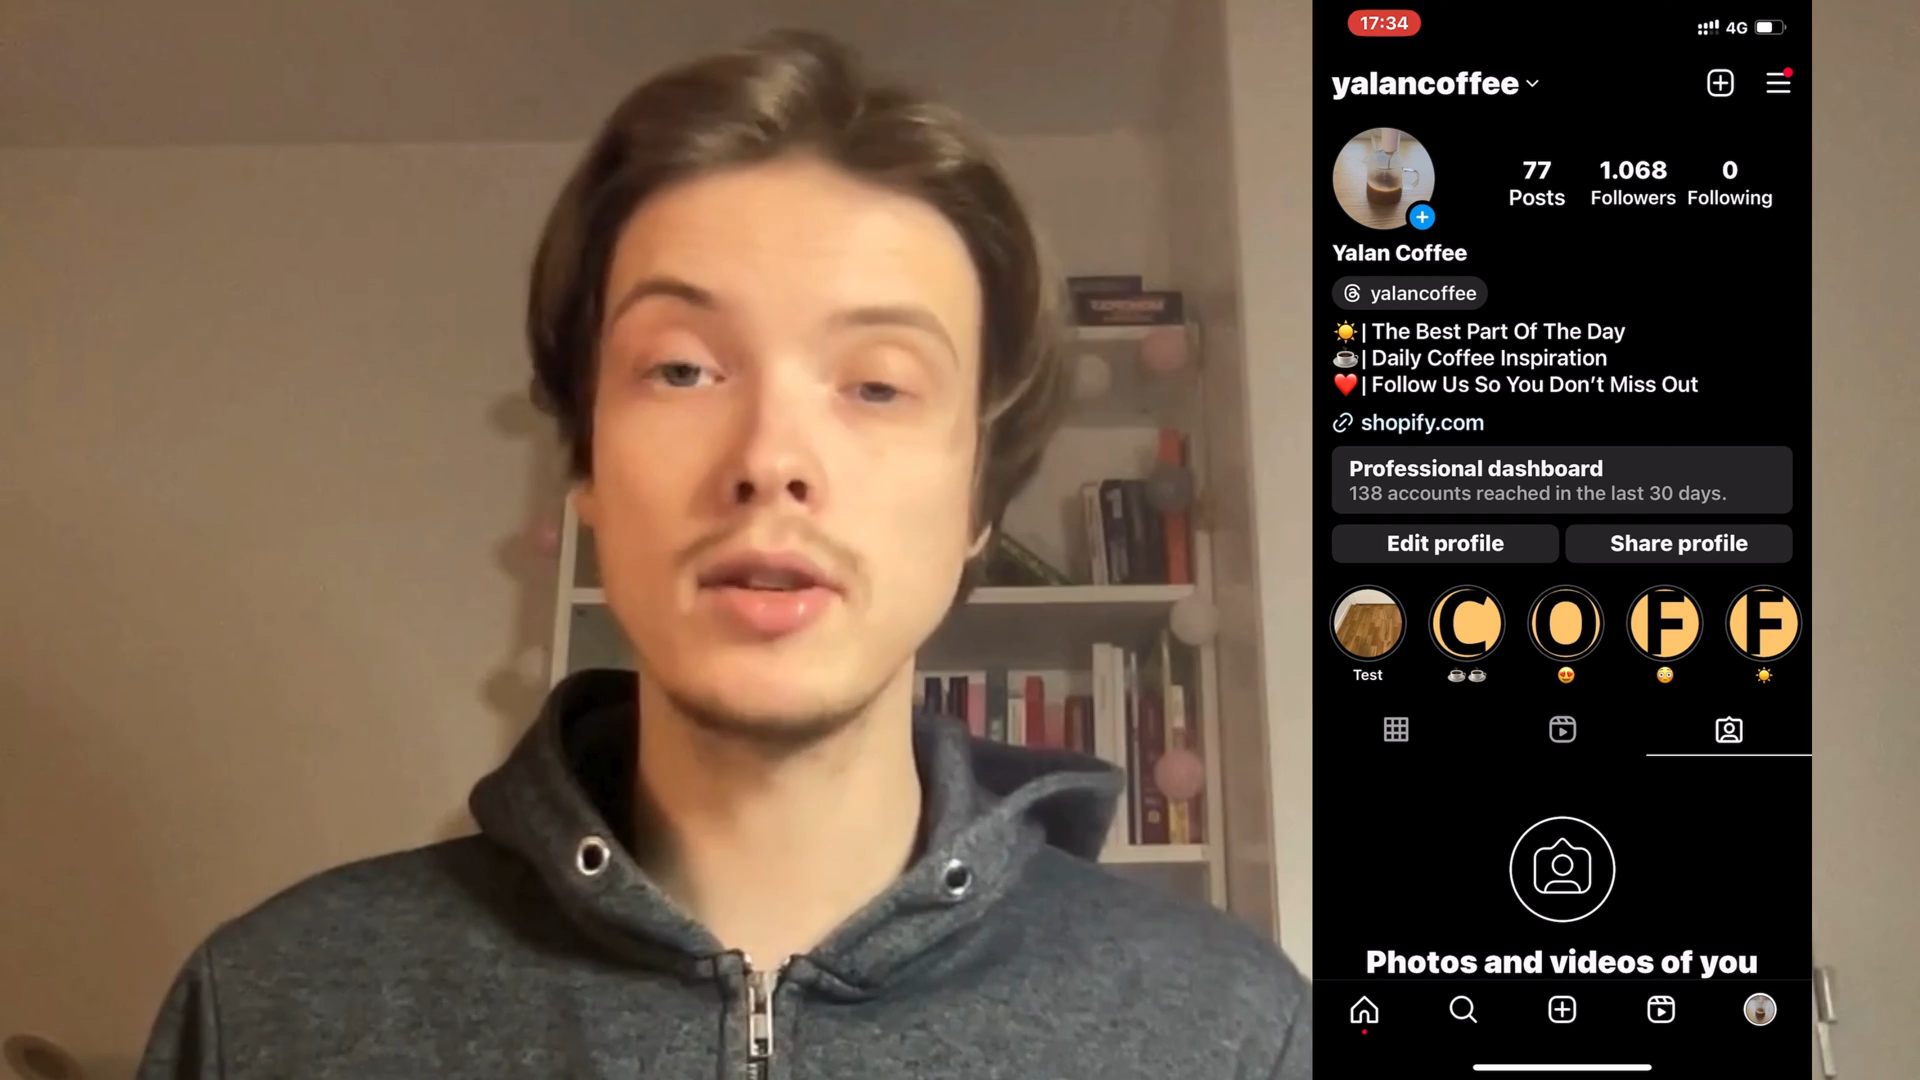 17:34
4G
yalancoffee
77
1.068
0
Posts
Followers
Following
Yalan Coffee
yalancoffee
☀️| The Best Part Of The Day
☕| Daily Coffee Inspiration
❤️| Follow Us So You Don’t Miss Out
shopify.com
Professional dashboard
138 accounts reached in the last 30 days.
Edit profile
Share profile
C
O
F
F
Test
☕☕
😍
😳
☀️
Photos and videos of you